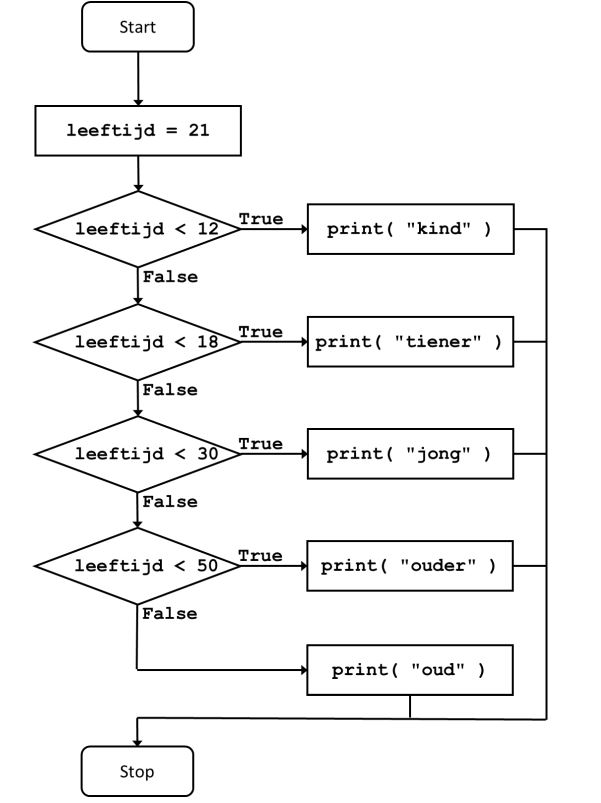 Start
leeftijd = 21
leeftijd < 12
True
print( "kind" )
False
leeftijd < 18
True
print( "tiener" )
False
leeftijd < 30
True
print( "jong" )
False
leeftijd < 50
True
print( "ouder" )
False
print( "oud" )
Stop